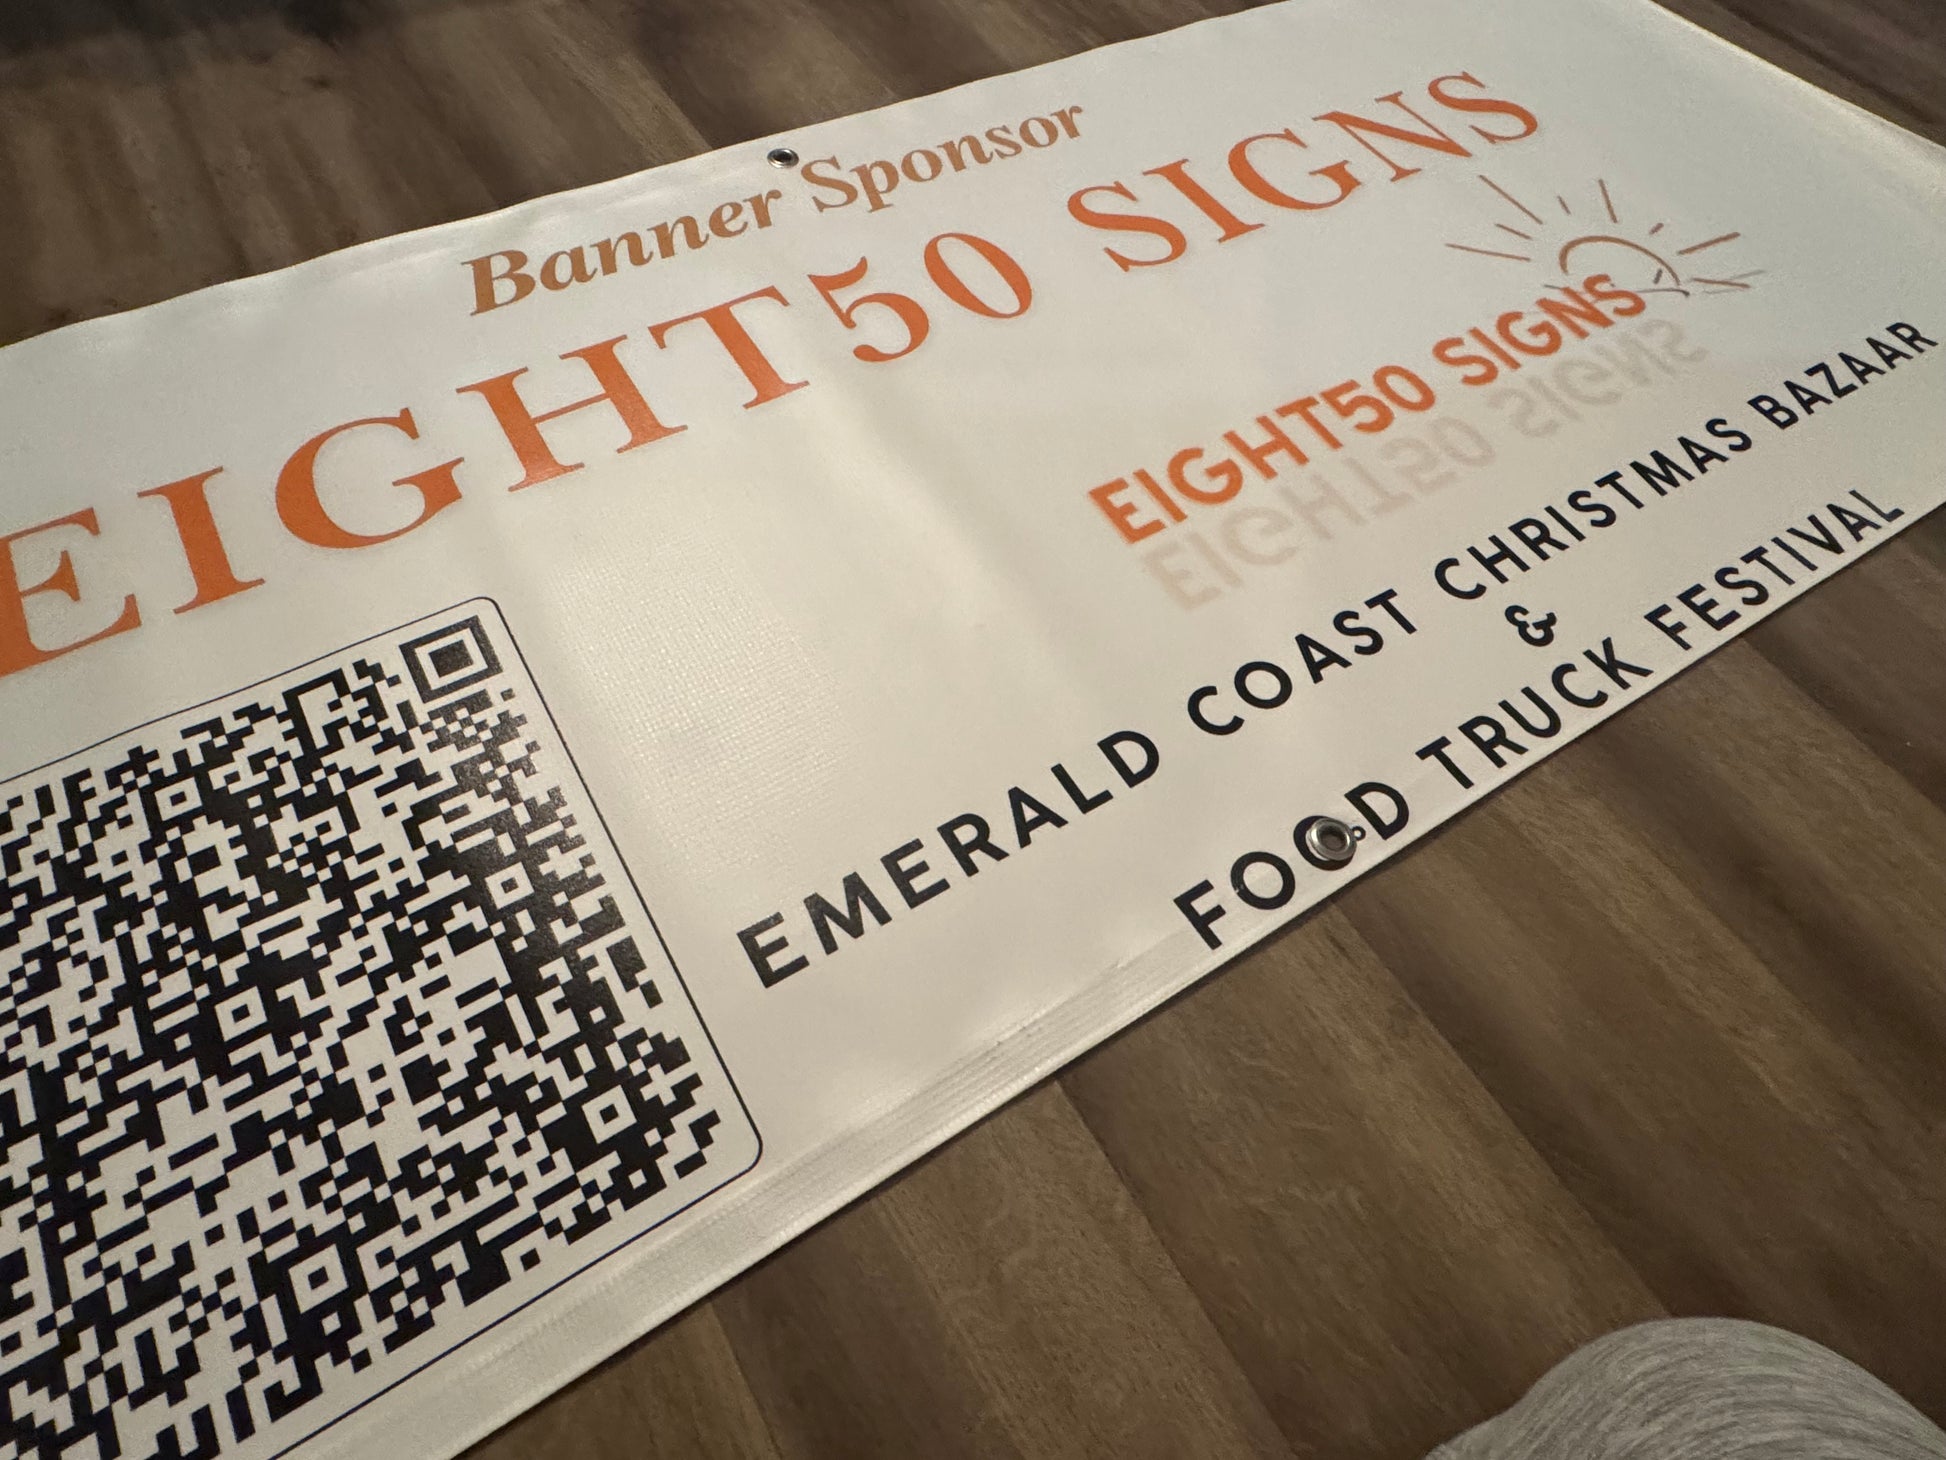 Banner Sponsor
EIGHT50 SIGNS
EIGHT50 SIGNS
EIGHT50 SIGNS
EMERALD COAST CHRISTMAS BAZAAR
&
FOOD TRUCK FESTIVAL